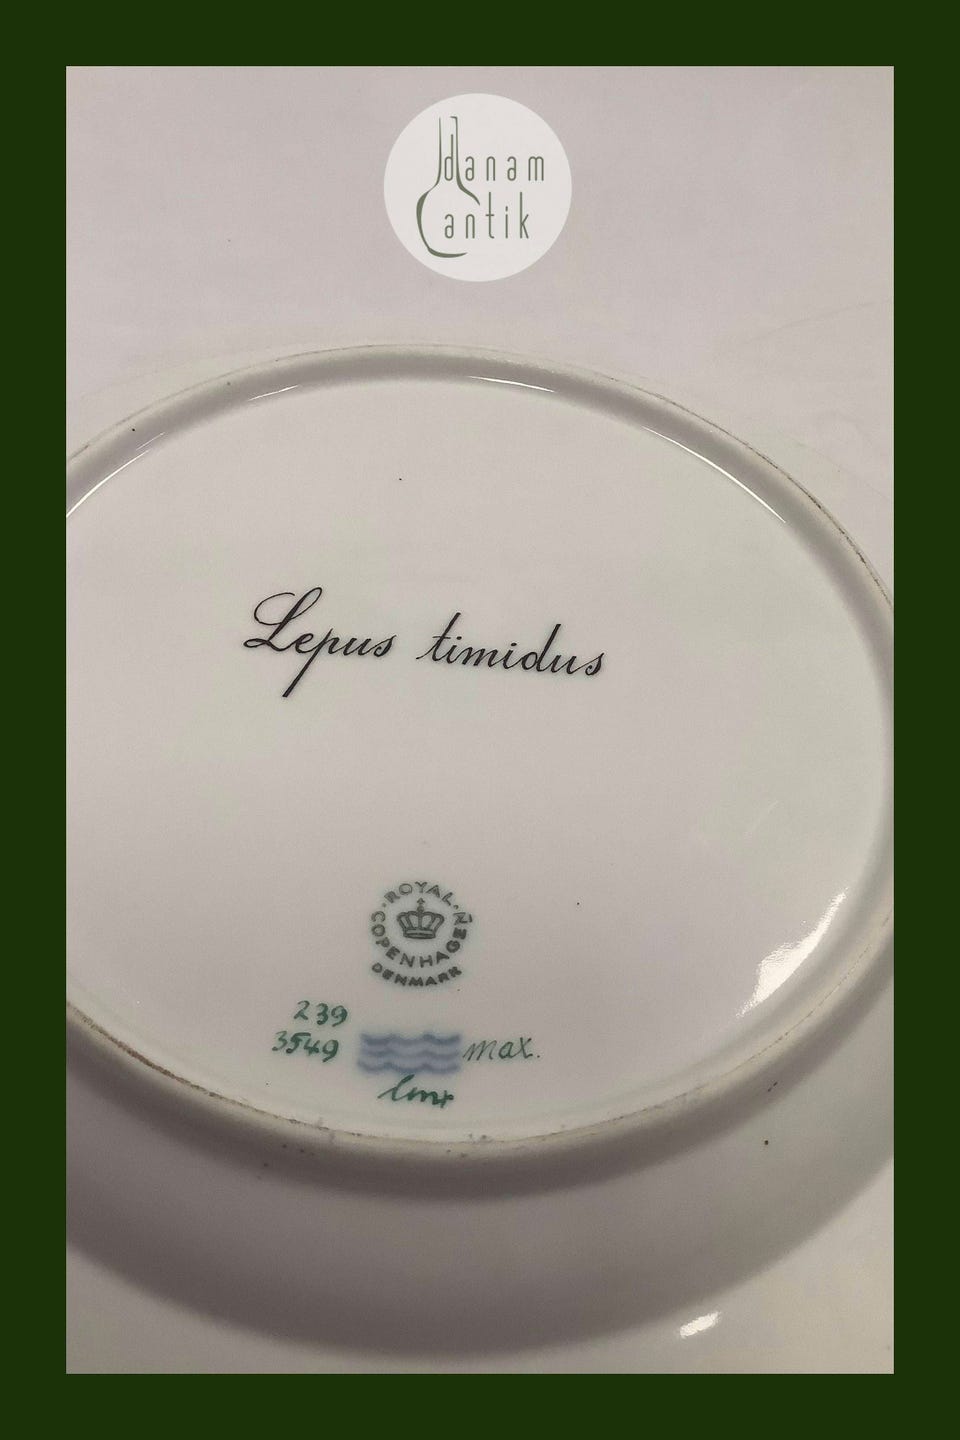 danam
antik
Lepus timidus
ROYAL
COPENHAGEN
DENMARK
239
3549
max.